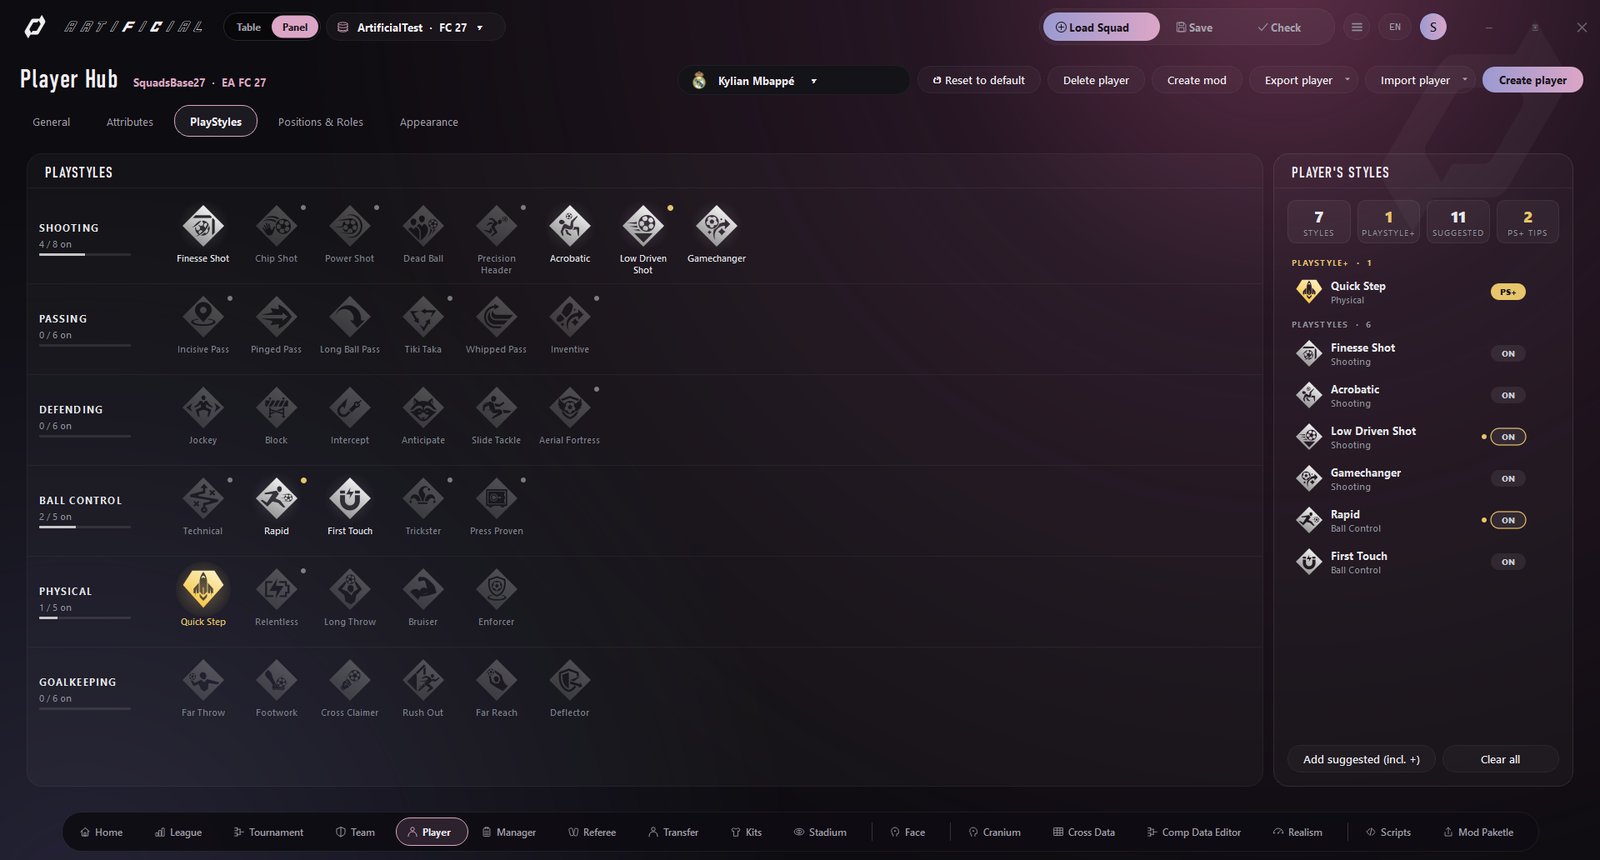 ARTIFICIAL
Table
Panel
ArtificialTest · FC 27
Load Squad
Save
Check
EN
S
Player Hub
SquadsBase27 · EA FC 27
Kylian Mbappé
Reset to default
Delete player
Create mod
Export player
Import player
Create player
General
Attributes
PlayStyles
Positions & Roles
Appearance
PLAYSTYLES
SHOOTING
4 / 8 on
Finesse Shot
Chip Shot
Power Shot
Dead Ball
Precision
Header
Acrobatic
Low Driven
Shot
Gamechanger
PASSING
0 / 6 on
Incisive Pass
Pinged Pass
Long Ball Pass
Tiki Taka
Whipped Pass
Inventive
DEFENDING
0 / 6 on
Jockey
Block
Intercept
Anticipate
Slide Tackle
Aerial Fortress
BALL CONTROL
2 / 5 on
Technical
Rapid
First Touch
Trickster
Press Proven
PHYSICAL
1 / 5 on
Quick Step
Relentless
Long Throw
Bruiser
Enforcer
GOALKEEPING
0 / 6 on
Far Throw
Footwork
Cross Claimer
Rush Out
Far Reach
Deflector
PLAYER'S STYLES
7
STYLES
1
PLAYSTYLE+
11
SUGGESTED
2
PS+ TIPS
PLAYSTYLE+ · 1
Quick Step
Physical
PS+
PLAYSTYLES · 6
Finesse Shot
Shooting
ON
Acrobatic
Shooting
ON
Low Driven Shot
Shooting
ON
Gamechanger
Shooting
ON
Rapid
Ball Control
ON
First Touch
Ball Control
ON
Add suggested (incl. +)
Clear all
Home
League
Tournament
Team
Player
Manager
Referee
Transfer
Kits
Stadium
Face
Cranium
Cross Data
Comp Data Editor
Realism
Scripts
Mod Paketle